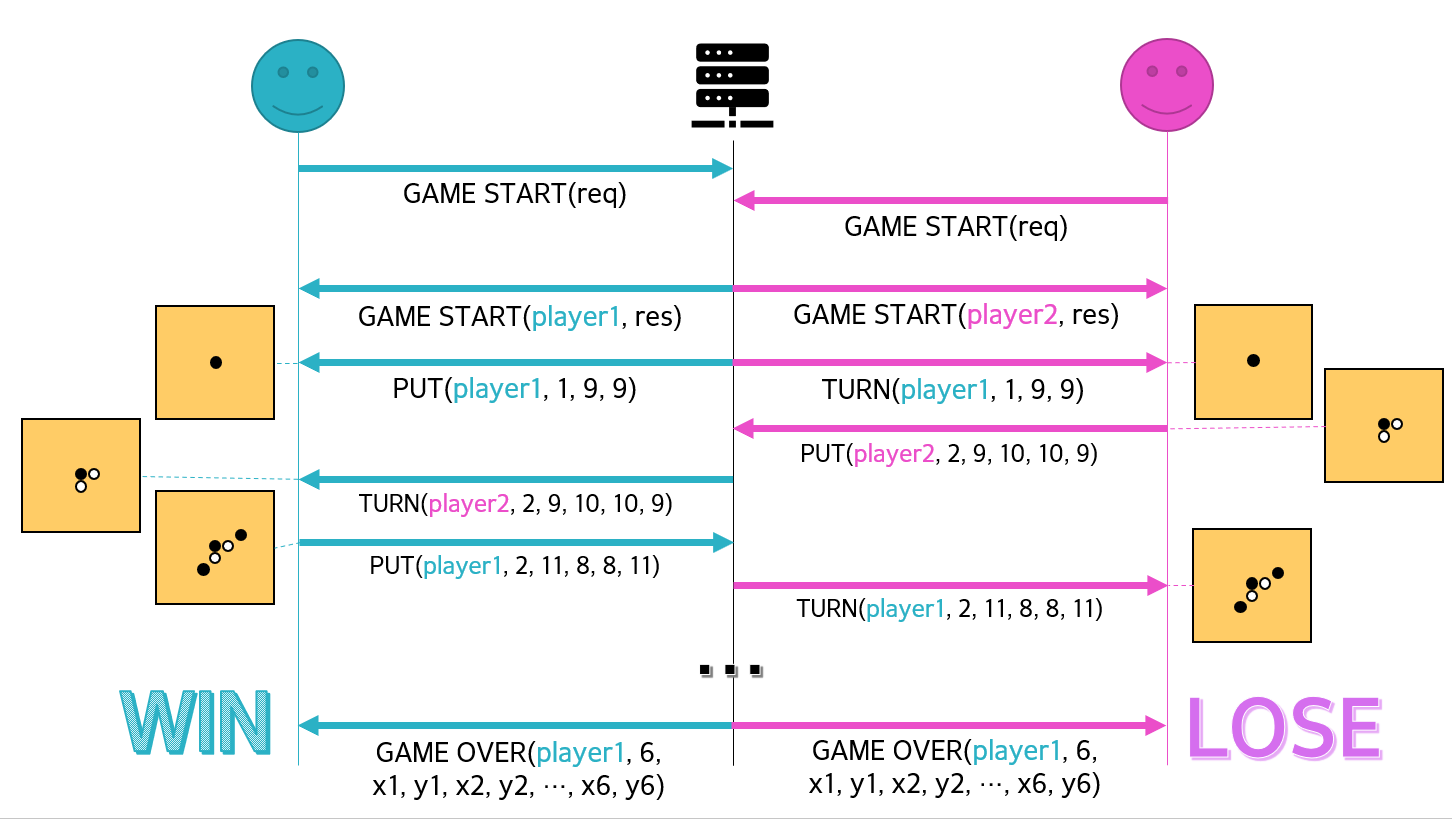 GAME START(req)
GAME START(req)
GAME START(player1, res)
GAME START(player2, res)
PUT(player1, 1, 9, 9)
TURN(player1, 1, 9, 9)
PUT(player2, 2, 9, 10, 10, 9)
TURN(player2, 2, 9, 10, 10, 9)
PUT(player1, 2, 11, 8, 8, 11)
TURN(player1, 2, 11, 8, 8, 11)
WIN
LOSE
GAME OVER(player1, 6,
x1, y1, x2, y2, ⋯, x6, y6)
GAME OVER(player1, 6,
x1, y1, x2, y2, ⋯, x6, y6)